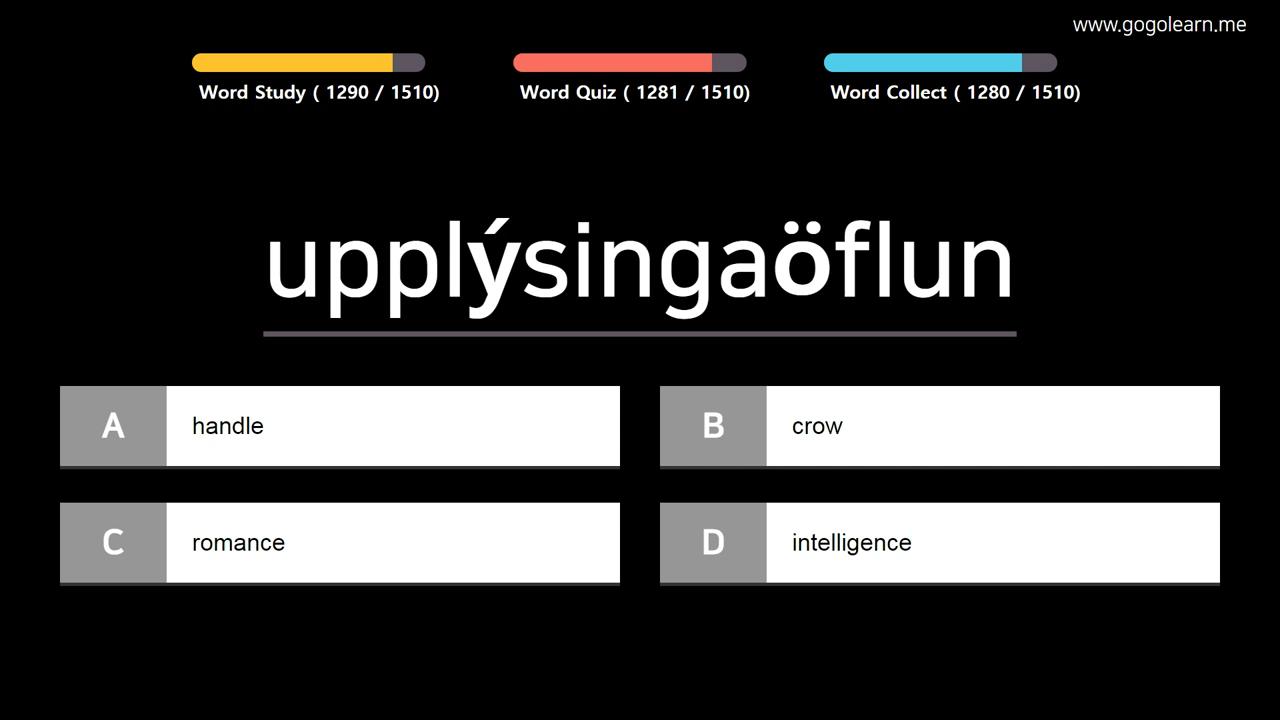 www.gogolearn.me
Word Study ( 1290 / 1510)
Word Quiz ( 1281 / 1510)
Word Collect ( 1280 / 1510)
upplýsingaöflun
A handle
B crow
C romance
D intelligence